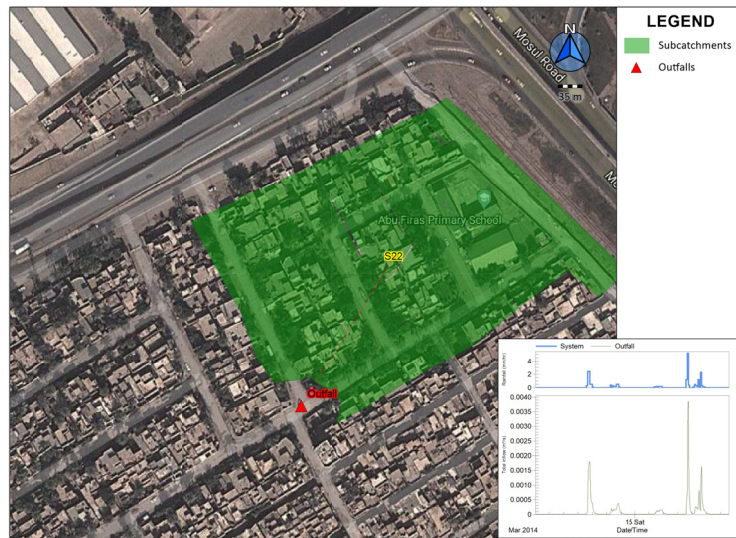 LEGEND
Subcatchments
Outfalls
N
35 m
Mosul Road
Abu Firas Primary School
S22
Outfall
System
Outfall
Rainfall (mm/hr)
4
2
0
Total Inflow (m³/s)
0.0040
0.0035
0.0030
0.0025
0.0020
0.0015
0.0010
0.0005
0
15 Sat
Mar 2014
Date/Time